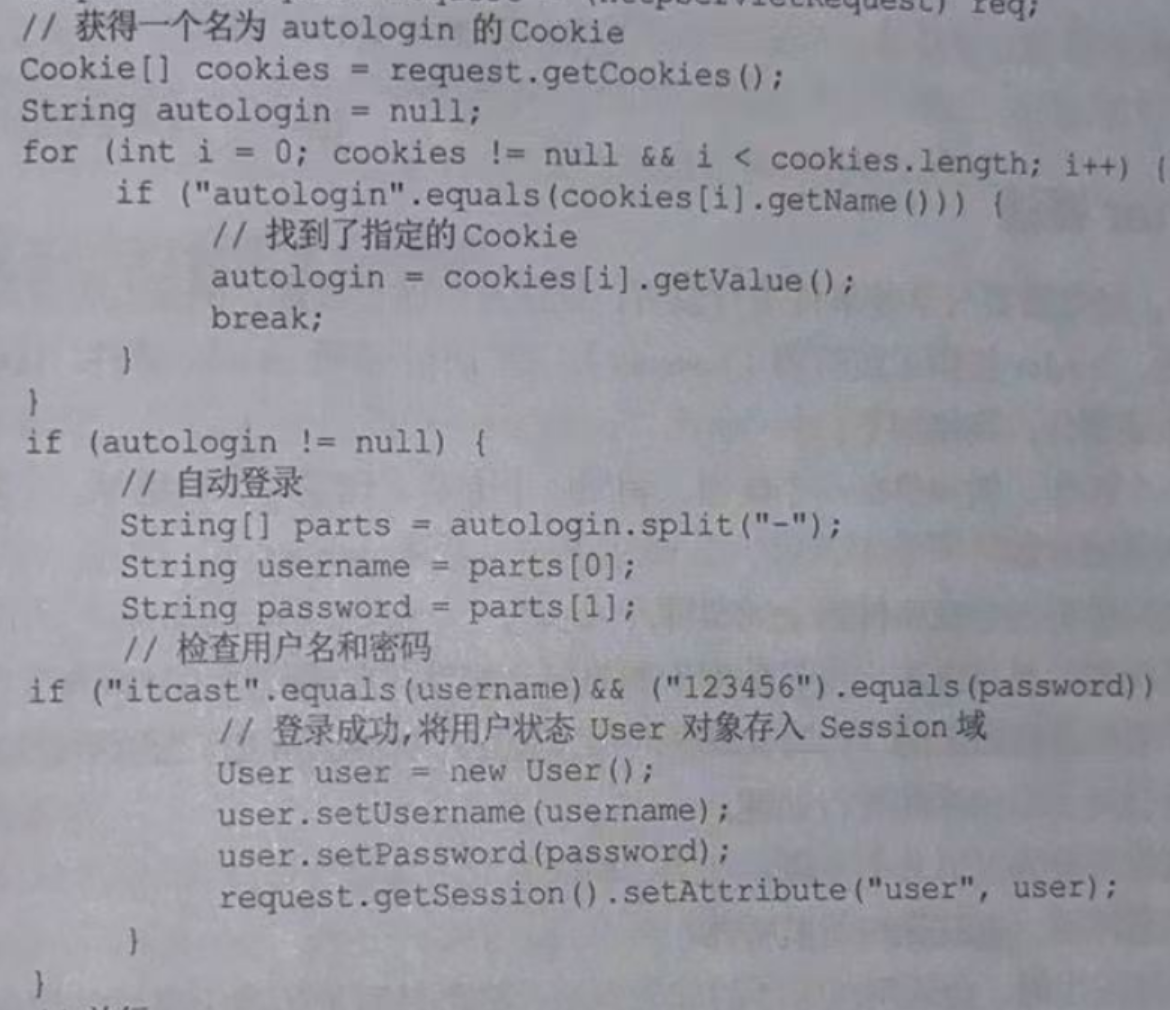 req;
// 获得一个名为 autologin 的 Cookie
Cookie[] cookies = request.getCookies();
String autologin = null;
for (int i = 0; cookies != null && i < cookies.length; i++) {
if ("autologin".equals(cookies[i].getName())) {
// 找到了指定的 Cookie
autologin = cookies[i].getValue();
break;
}
}
if (autologin != null) {
// 自动登录
String[] parts = autologin.split("-");
String username = parts[0];
String password = parts[1];
// 检查用户名和密码
if ("itcast".equals(username)&& ("123456").equals(password))
// 登录成功,将用户状态 User 对象存入 Session 域
User user = new User();
user.setUsername(username);
user.setPassword(password);
request.getSession().setAttribute("user", user);
}
}